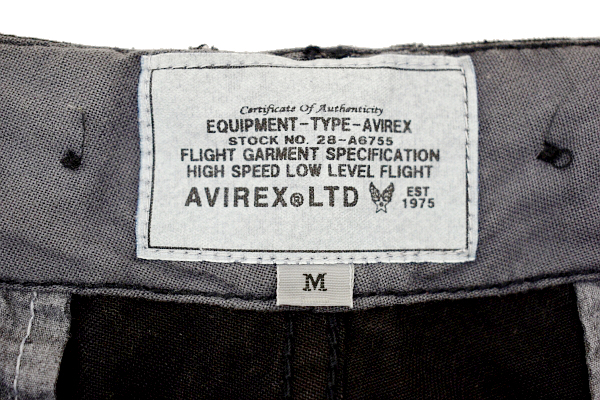 Certificate Of Authenticity
EQUIPMENT-TYPE-AVIREX
STOCK NO. 28-A6755
FLIGHT GARMENT SPECIFICATION
HIGH SPEED LOW LEVEL FLIGHT
AVIREX®LTD EST 1975
M